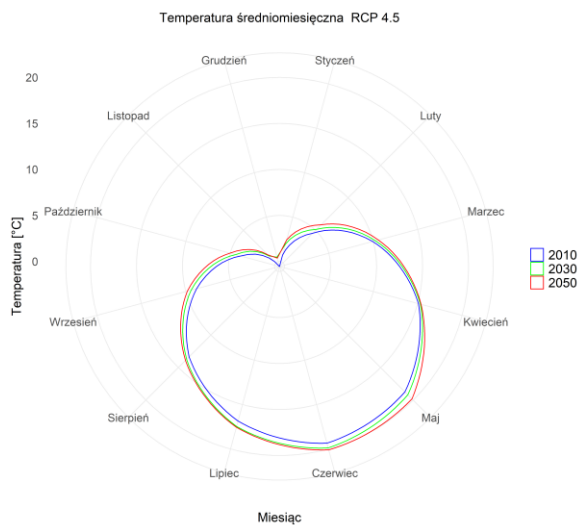 Temperatura średniomiesięczna RCP 4.5
Grudzień
Styczeń
20
Listopad
Luty
15
10
Październik
Marzec
5
0
Temperatura [°C]
2010
2030
2050
Wrzesień
Kwiecień
Sierpień
Maj
Lipiec
Czerwiec
Miesiąc